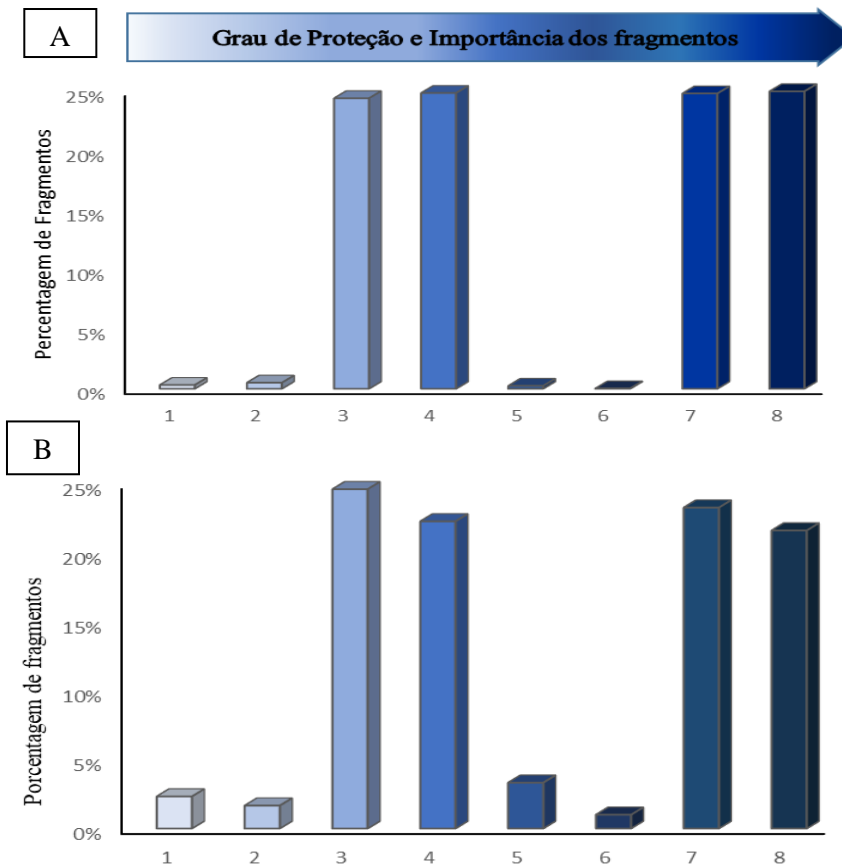 A
Grau de Proteção e Importância dos fragmentos
Percentagem de Fragmentos
25%
20%
15%
10%
5%
0%
1 2 3 4 5 6 7 8
B
Porcentagem de fragmentos
25%
20%
15%
10%
5%
0%
1 2 3 4 5 6 7 8